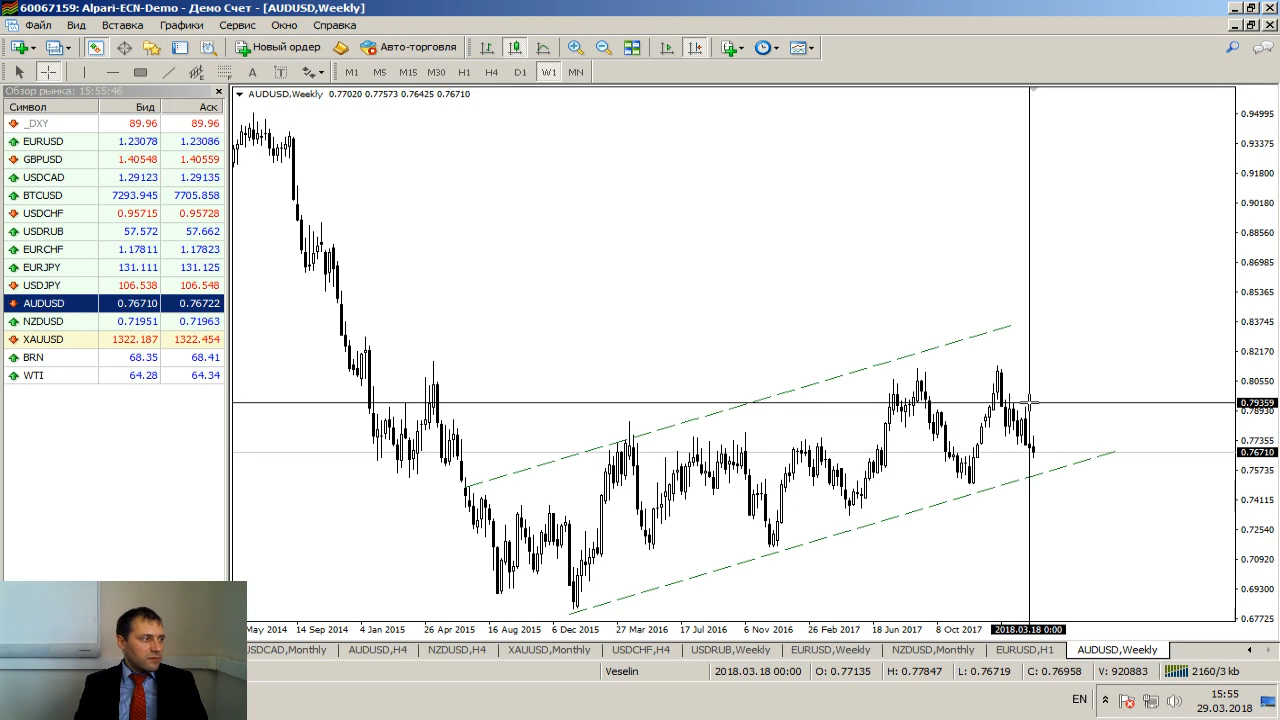 60067159: Alpari-ECN-Demo - Демо Счет - [AUDUSD,Weekly]
Файл Вид Вставка Графики Сервис Окно Справка
Новый ордер Авто-торговля
A T M1 M5 M15 M30 H1 H4 D1 W1 MN
Обзор рынка: 15:55:46
Символ Бид Аск
_DXY 89.96 89.96
EURUSD 1.23078 1.23086
GBPUSD 1.40548 1.40559
USDCAD 1.29123 1.29135
BTCUSD 7293.945 7705.858
USDCHF 0.95715 0.95728
USDRUB 57.572 57.662
EURCHF 1.17811 1.17823
EURJPY 131.111 131.125
USDJPY 106.538 106.548
AUDUSD 0.76710 0.76722
NZDUSD 0.71951 0.71963
XAUUSD 1322.187 1322.454
BRN 68.35 68.41
WTI 64.28 64.34
AUDUSD,Weekly 0.77020 0.77573 0.76425 0.76710
0.94995
0.93375
0.91800
0.90180
0.88560
0.86985
0.85365
0.83745
0.82170
0.80550
0.79359
0.78930
0.77355
0.76710
0.75735
0.74115
0.72540
0.70920
0.69300
0.67725
May 2014 14 Sep 2014 4 Jan 2015 26 Apr 2015 16 Aug 2015 6 Dec 2015 27 Mar 2016 17 Jul 2016 6 Nov 2016 26 Feb 2017 18 Jun 2017 8 Oct 2017 2018.03.18 0:00
USDCAD,Monthly AUDUSD,H4 NZDUSD,H4 XAUUSD,Monthly USDCHF,H4 USDRUB,Weekly EURUSD,Weekly NZDUSD,Monthly EURUSD,H1 AUDUSD,Weekly
Veselin 2018.03.18 00:00 O: 0.77135 H: 0.77847 L: 0.76719 C: 0.76958 V: 920883 2160/3 kb
EN 15:55
29.03.2018